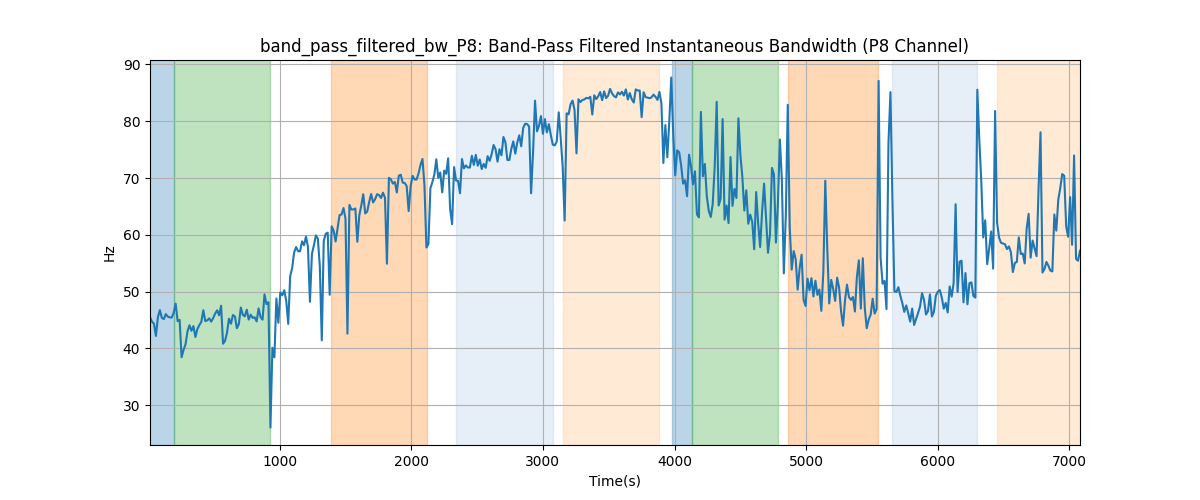 band_pass_filtered_bw_P8: Band-Pass Filtered Instantaneous Bandwidth (P8 Channel)
90
80
70
60
50
40
30
Hz
1000 2000 3000 4000 5000 6000 7000
Time(s)